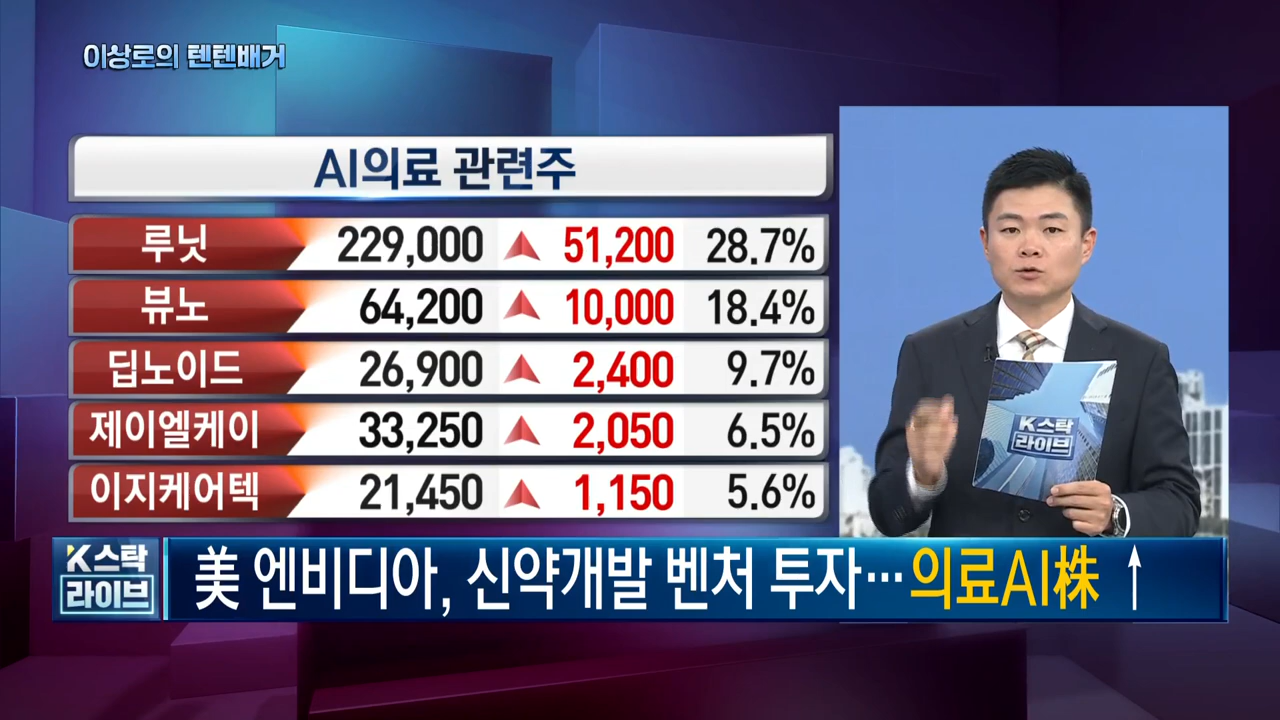 이상로의 텐텐배거
AI의료 관련주
루닛 229,000 ▲ 51,200 28.7%
뷰노 64,200 ▲ 10,000 18.4%
딥노이드 26,900 ▲ 2,400 9.7%
제이엘케이 33,250 ▲ 2,050 6.5%
이지케어텍 21,450 ▲ 1,150 5.6%
K스탁
라이브
K스탁
라이브
美 엔비디아, 신약개발 벤처 투자…의료AI株 ↑